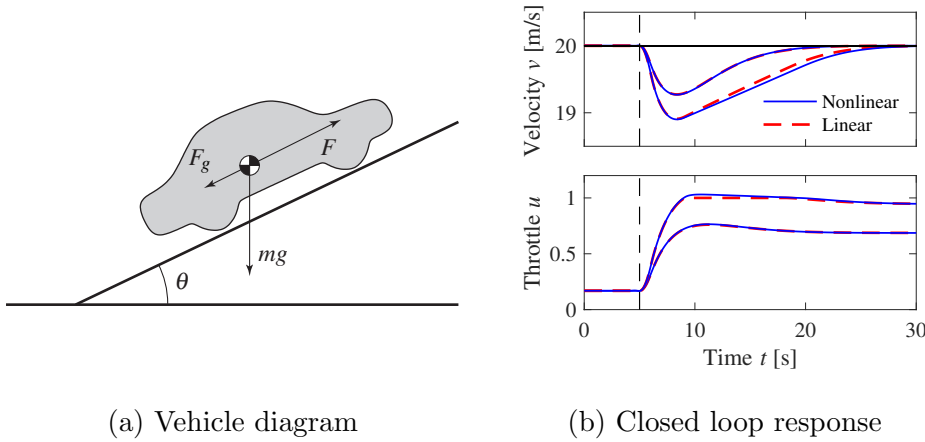 F_g
F
mg
θ
(a) Vehicle diagram
Velocity v [m/s]
20
19
Nonlinear
Linear
Throttle u
1
0.5
0
0 10 20 30
Time t [s]
(b) Closed loop response